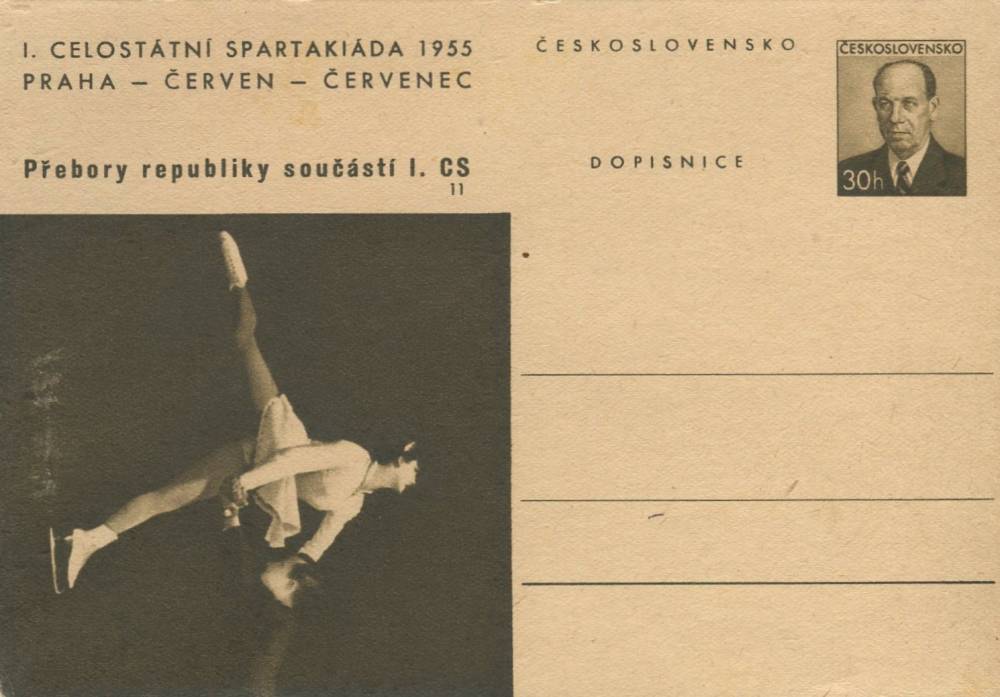 I. CELOSTÁTNÍ SPARTAKIÁDA 1955
PRAHA – ČERVEN – ČERVENEC
Přebory republiky součástí I. CS
11
ČESKOSLOVENSKO
DOPISNICE
ČESKOSLOVENSKO
30h